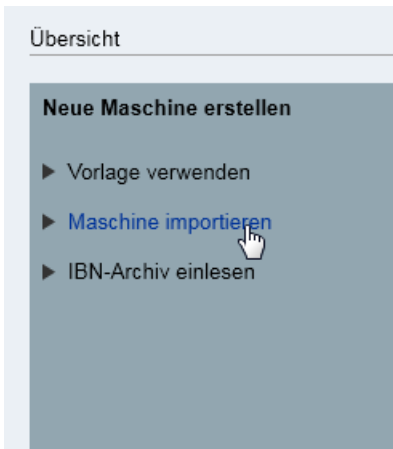 Übersicht
Neue Maschine erstellen
Vorlage verwenden
Maschine importieren
IBN-Archiv einlesen